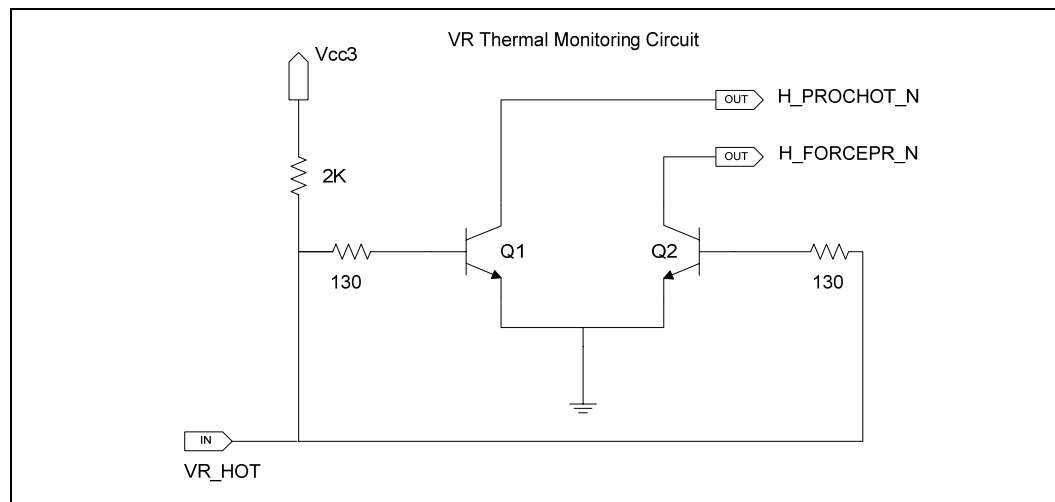 VR Thermal Monitoring Circuit
Vcc3
OUT H_PROCHOT_N
OUT H_FORCEPR_N
2K
Q1
Q2
130
130
IN
VR_HOT